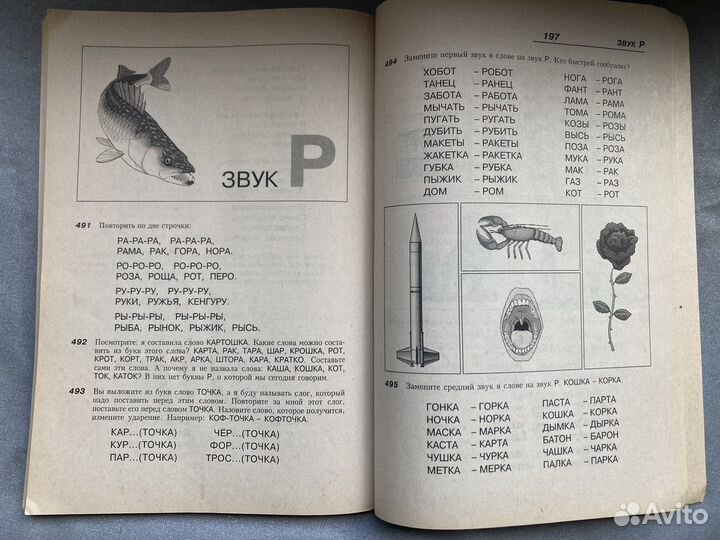 ЗВУК Р
491 Повторить по две строчки:
РА-РА-РА, РА-РА-РА,
РАМА, РАК, ГОРА, НОРА.
РО-РО-РО, РО-РО-РО,
РОЗА, РОЩА, РОТ, ПЕРО.
РУ-РУ-РУ, РУ-РУ-РУ,
РУКИ, РУЖЬЯ, КЕНГУРУ.
РЫ-РЫ-РЫ, РЫ-РЫ-РЫ,
РЫБА, РЫНОК, РЫЖИК, РЫСЬ.
492 Посмотрите: я составила слово КАРТОШКА. Какие слова можно соста-
вить из букв этого слова? КАРТА, РАК, ТАРА, ШАР, КРОШКА, РОТ,
КРОТ, КОРТ, ТРАК, АКР, АРКА, ШТОРА, КАРА, КРАТКО. Составьте
сами эти слова. А почему я не назвала слова: КАША, КОШКА, КОТ,
ТОК, КАТОК? В них нет буквы Р, о которой мы сегодня говорим.
493 Вы выложите из букв слово ТОЧКА, а я буду называть слог, который
надо поставить перед этим словом. Повторите за мной этот слог,
поставьте его перед словом ТОЧКА. Назовите слово, которое получится,
измените ударение. Например: КОФ-ТОЧКА – КОФТОЧКА.
КАР...(ТОЧКА) ЧЁР...(ТОЧКА)
КУР...(ТОЧКА) ФОР...(ТОЧКА)
ПАР...(ТОЧКА) ТРОС...(ТОЧКА)
197 ЗВУК Р
494 Замените первый звук в слове на звук Р. Кто быстрей сообразит?
ХОБОТ – РОБОТ
ТАНЕЦ – РАНЕЦ
ЗАБОТА – РАБОТА
МЫЧАТЬ – РЫЧАТЬ
ПУГАТЬ – РУГАТЬ
ДУБИТЬ – РУБИТЬ
МАКЕТЫ – РАКЕТЫ
ЖАКЕТКА – РАКЕТКА
ГУБКА – РУБКА
ПЫЖИК – РЫЖИК
ДОМ – РОМ
НОГА – РОГА
ФАНТ – РАНТ
ЛАМА – РАМА
ТОМА – РОМА
КОЗЫ – РОЗЫ
ВЫСЬ – РЫСЬ
ПОЗА – РОЗА
МУКА – РУКА
МАК – РАК
ГАЗ – РАЗ
КОТ – РОТ
495 Замените средний звук в слове на звук Р. КОШКА – КОРКА
ГОНКА – ГОРКА
НОЧКА – НОРКА
МАСКА – МАРКА
КАСТА – КАРТА
ЧУШКА – ЧУРКА
МЕТКА – МЕРКА
ПАСТА – ПАРТА
КОШКА – КОРКА
ДЫМКА – ДЫРКА
БАТОН – БАРОН
ЧАШКА – ЧАРКА
ПАЛКА – ПАРКА
Avito